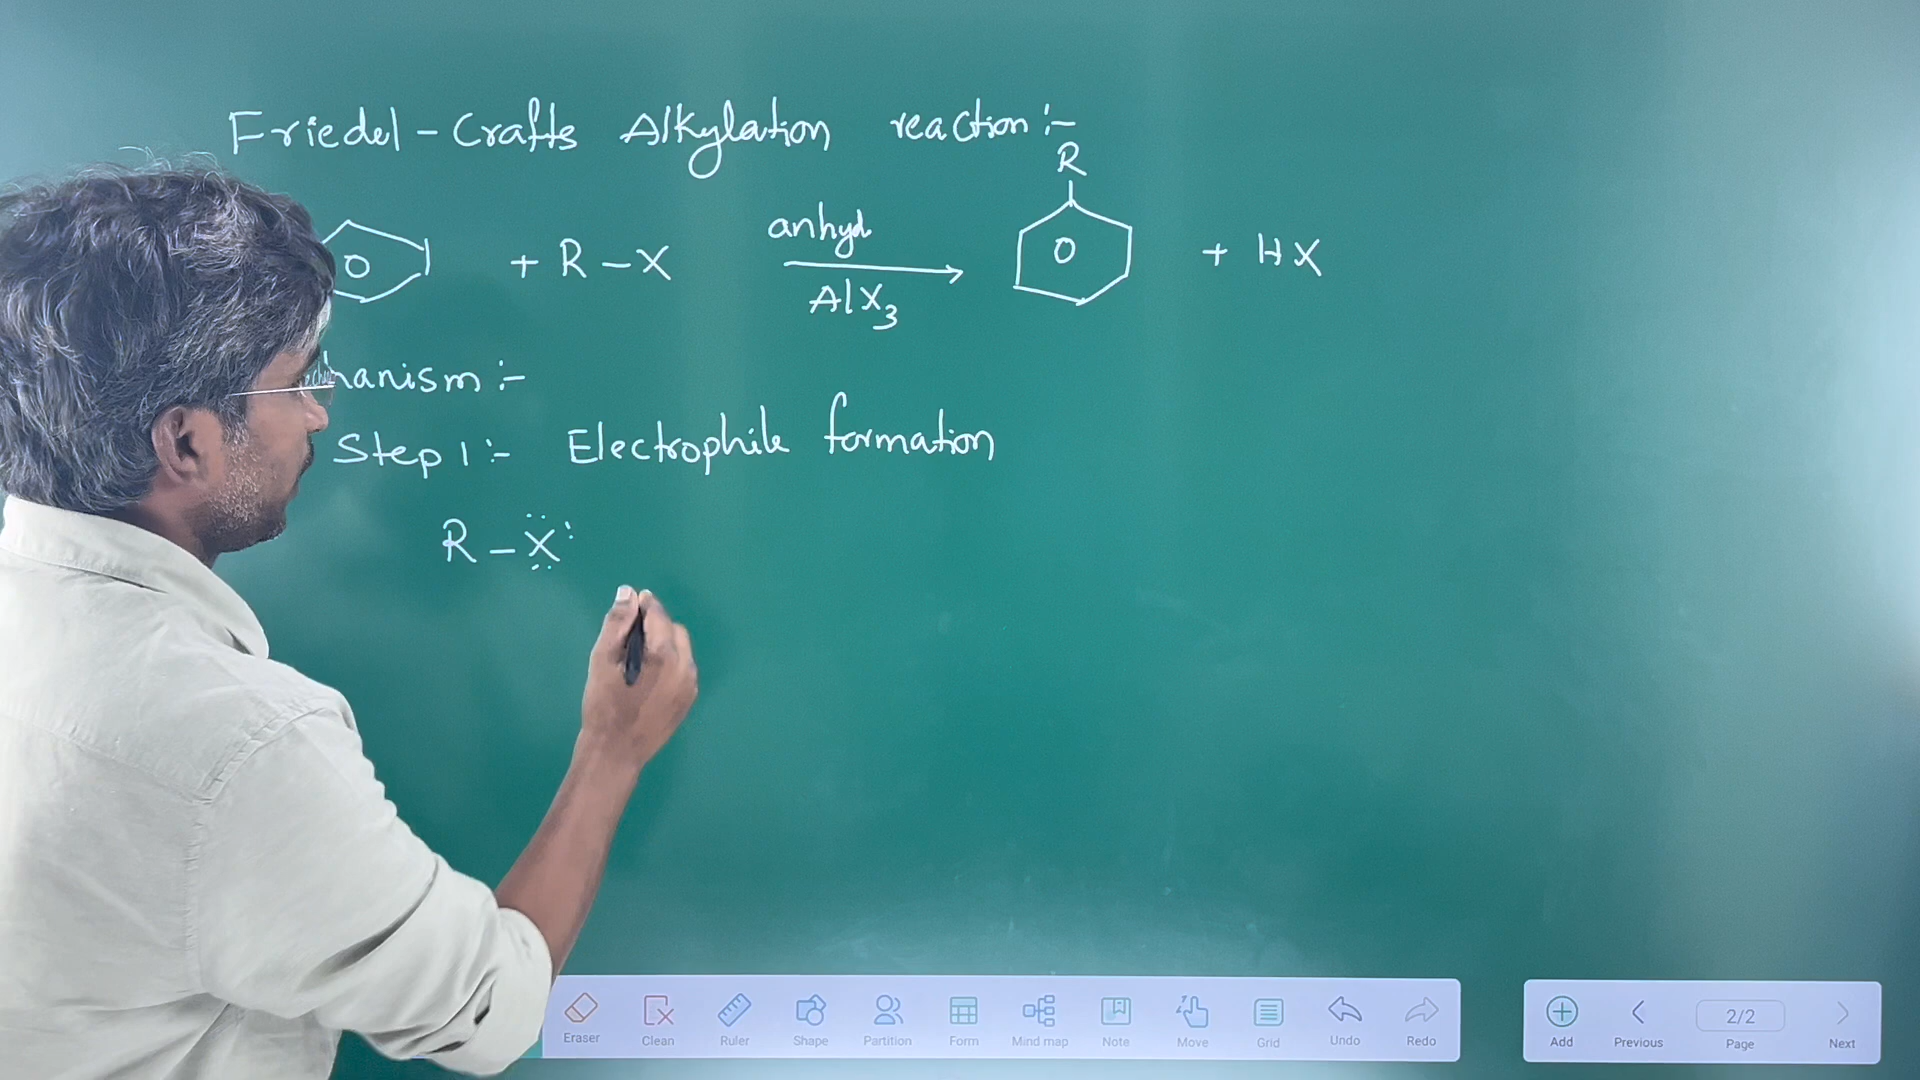 Friedel-Crafts Alkylation reaction :-
O + R - X anhyd AlX3 R O + HX
Mechanism :-
Step 1 :- Electrophile formation
R - X
Eraser Clean Ruler Shape Partition Form Mind map Note Move Grid Undo Redo Add Previous 2/2 Page Next